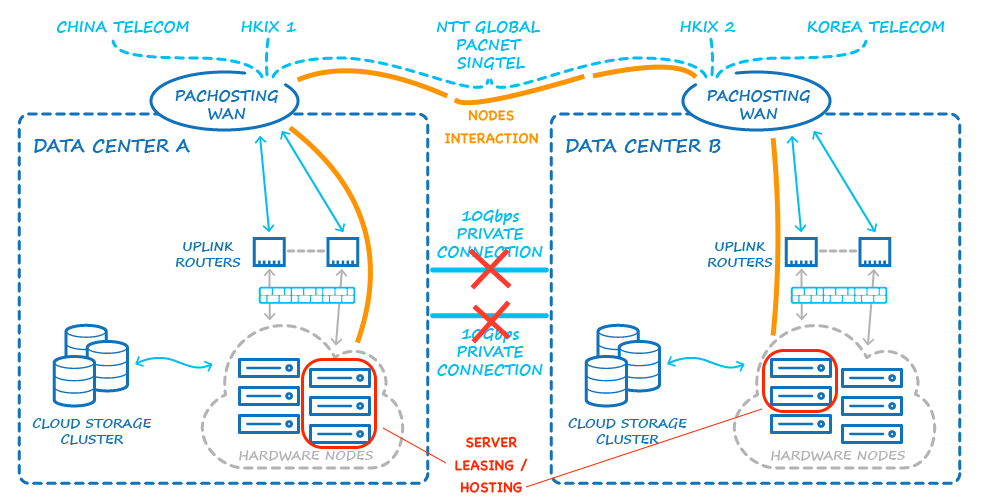 CHINA TELECOM
HKIX 1
NTT GLOBAL
PACNET
SINGTEL
HKIX 2
KOREA TELECOM
PACHOSTING
WAN
PACHOSTING
WAN
NODES
INTERACTION
DATA CENTER A
DATA CENTER B
10Gbps
PRIVATE
CONNECTION
UPLINK
ROUTERS
UPLINK
ROUTERS
10Gbps
PRIVATE
CONNECTION
CLOUD STORAGE
CLUSTER
HARDWARE NODES
CLOUD STORAGE
CLUSTER
HARDWARE NODES
SERVER
LEASING /
HOSTING